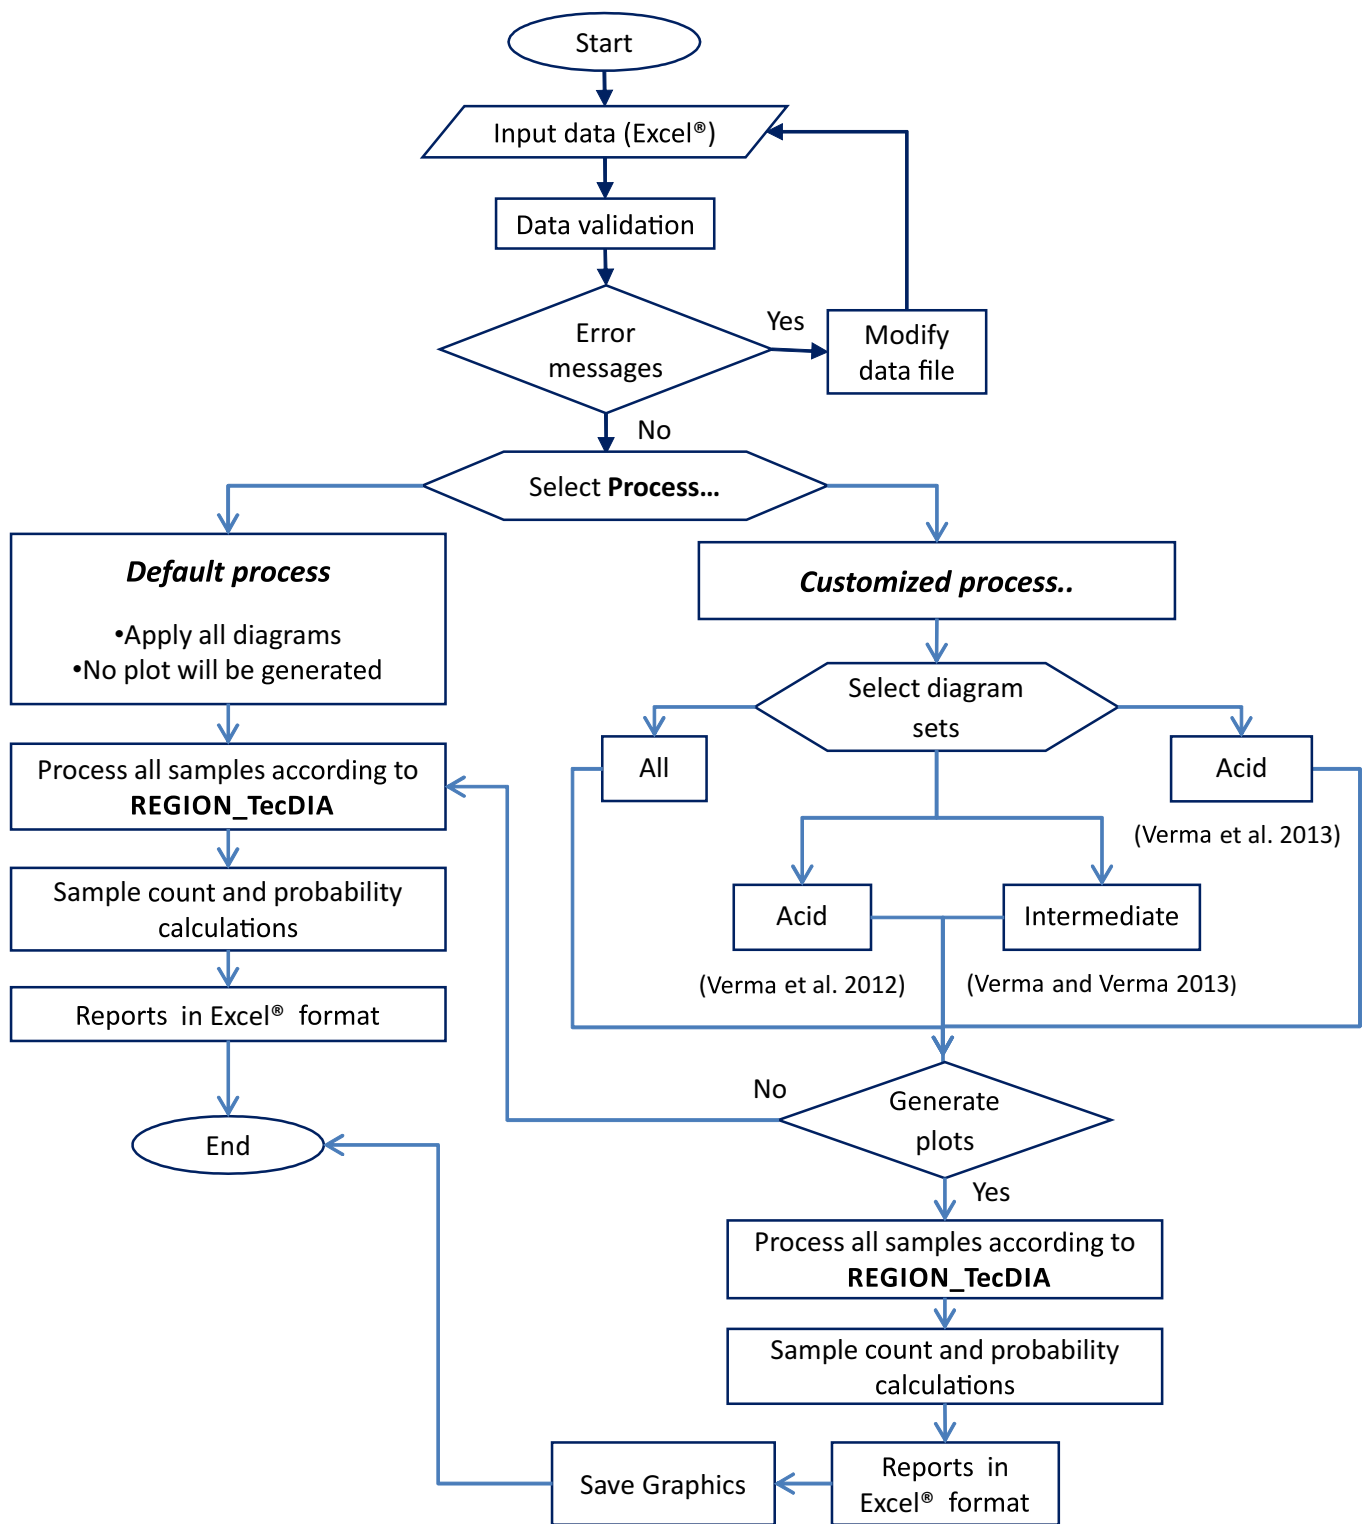 Start
Input data (Excel®)
Data validation
Error
messages
Yes
Modify
data file
No
Select Process...
Default process
•Apply all diagrams
•No plot will be generated
Process all samples according to
REGION_TecDIA
Sample count and probability
calculations
Reports in Excel® format
End
Customized process..
Select diagram
sets
All
Acid
(Verma et al. 2013)
Acid
(Verma et al. 2012)
Intermediate
(Verma and Verma 2013)
Generate
plots
No
Yes
Process all samples according to
REGION_TecDIA
Sample count and probability
calculations
Reports in
Excel® format
Save Graphics